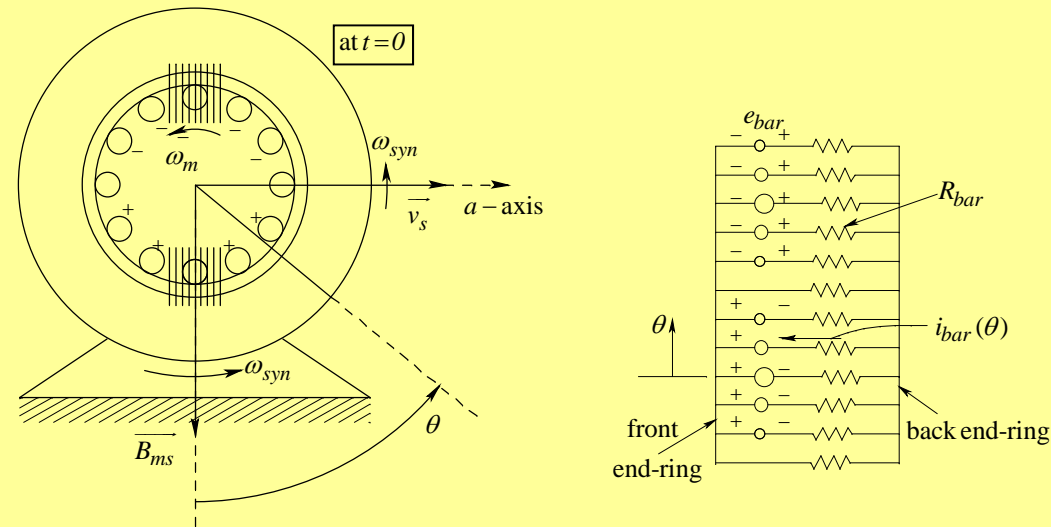 at t=0
ω_m
ω_syn
v_s
a – axis
ω_syn
B_ms
θ
e_bar
– +
– +
– +
– +
– +
R_bar
+ –
+ –
+ –
+ –
+ –
θ
i_bar (θ)
front
end-ring
back end-ring
– – – –
+ + + +